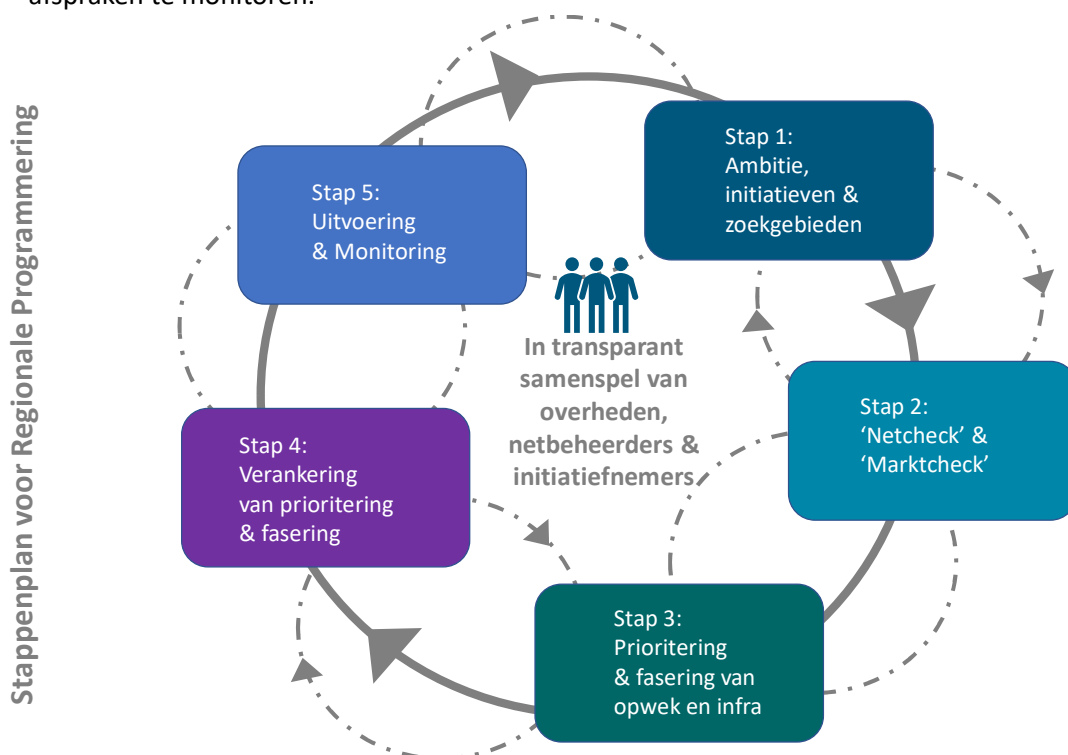 afspraken te monitoren.
Stappenplan voor Regionale Programmering
Stap 1:
Ambitie,
initiatieven &
zoekgebieden
Stap 2:
‘Netcheck’ &
‘Marktcheck’
Stap 3:
Prioritering
& fasering van
opwek en infra
Stap 4:
Verankering
van prioritering
& fasering
Stap 5:
Uitvoering
& Monitoring
In transparant
samenspel van
overheden,
netbeheerders &
initiatiefnemers